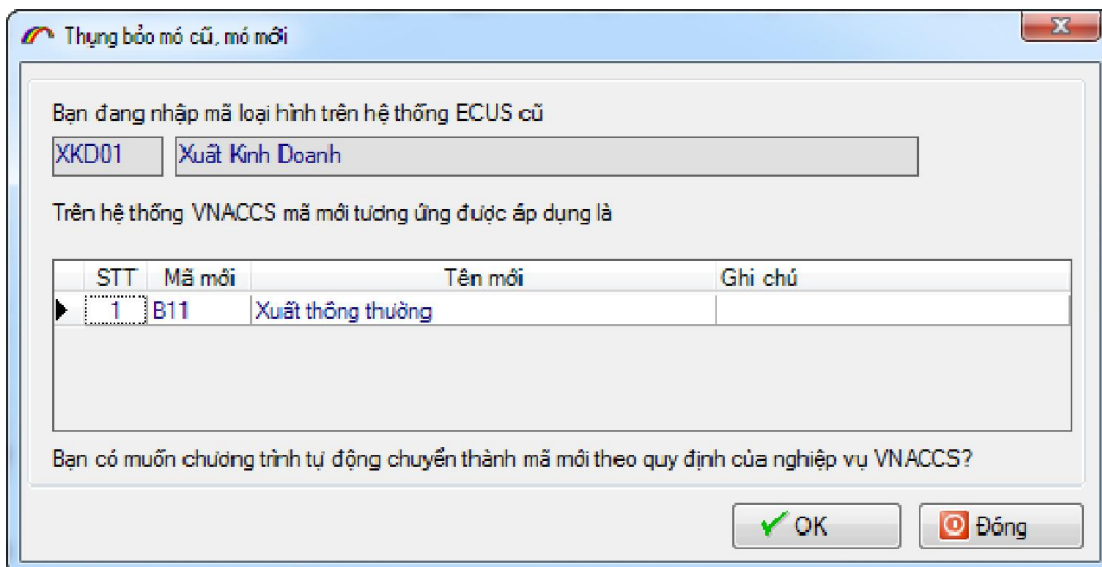 Thụng bỏo mó cũ, mó mới
Bạn đang nhập mã loại hình trên hệ thống ECUS cũ
XKD01 Xuất Kinh Doanh
Trên hệ thống VNACCS mã mới tương ứng được áp dụng là
STT Mã mới Tên mới Ghi chú
1 B11 Xuất thông thường
Bạn có muốn chương trình tự động chuyển thành mã mới theo quy định của nghiệp vụ VNACCS?
OK Đóng